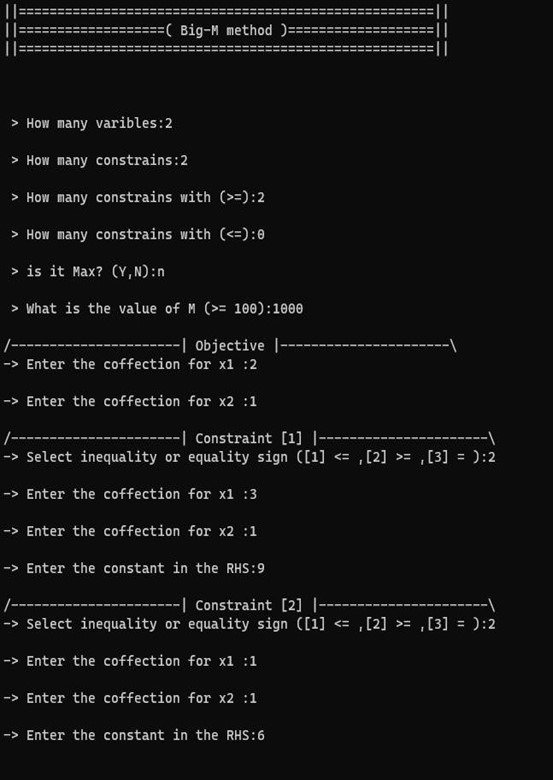 ||======================================================||
||===================( Big-M method )===================||
||======================================================||
> How many varibles:2
> How many constrains:2
> How many constrains with (>=):2
> How many constrains with (<=):0
> is it Max? (Y,N):n
> What is the value of M (>= 100):1000
/----------------------| Objective |----------------------\
-> Enter the coffection for x1 :2
-> Enter the coffection for x2 :1
/----------------------| Constraint [1] |----------------------\
-> Select inequality or equality sign ([1] <= ,[2] >= ,[3] = ):2
-> Enter the coffection for x1 :3
-> Enter the coffection for x2 :1
-> Enter the constant in the RHS:9
/----------------------| Constraint [2] |----------------------\
-> Select inequality or equality sign ([1] <= ,[2] >= ,[3] = ):2
-> Enter the coffection for x1 :1
-> Enter the coffection for x2 :1
-> Enter the constant in the RHS:6